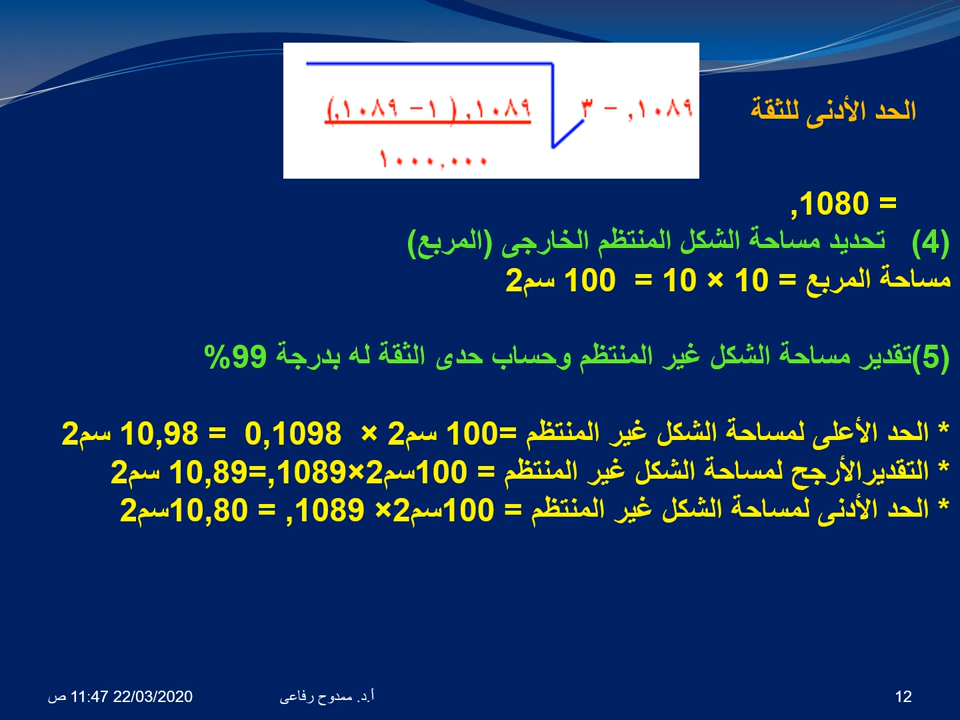 الحد الأدنى للثقة
١٠٨٩, – ٣ ١٠٨٩, ( ١– ١٠٨٩,)
١٠٠٠,٠٠٠
= 1080,
(4) تحديد مساحة الشكل المنتظم الخارجى (المربع)
مساحة المربع = 10 × 10 = 100 سم2
(5)تقدير مساحة الشكل غير المنتظم وحساب حدى الثقة له بدرجة 99%
* الحد الأعلى لمساحة الشكل غير المنتظم =100 سم2 × 0,1098 = 10,98 سم2
* التقديرالأرجح لمساحة الشكل غير المنتظم = 100سم2×1089,=10,89 سم2
* الحد الأدنى لمساحة الشكل غير المنتظم = 100سم2× 1089, = 10,80سم2
22/03/2020 11:47 ص
أ.د. ممدوح رفاعى
12